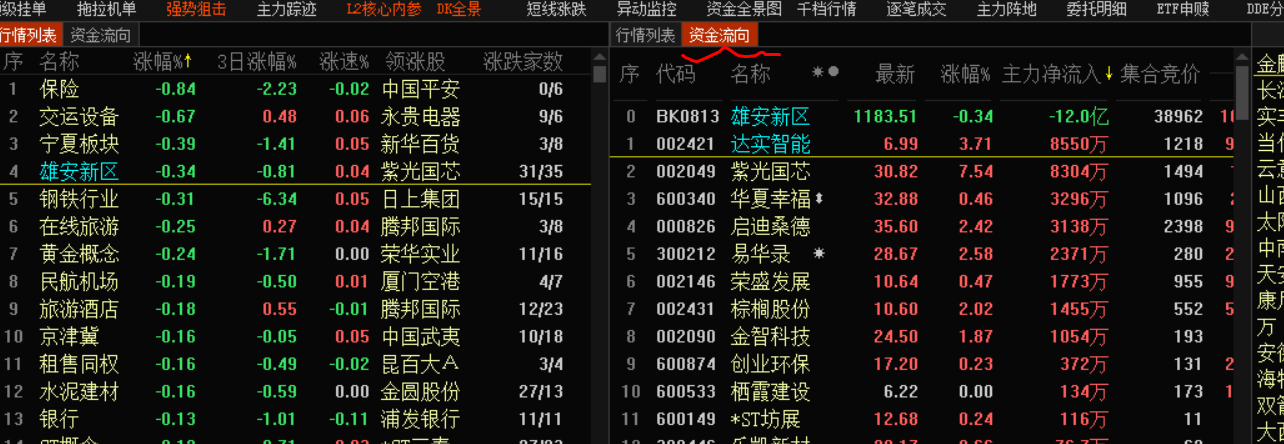 级挂单 拖拉机单 强势狙击 主力踪迹 L2核心内参 DK全景 短线涨跌 异动监控 资金全景图 千档行情 逐笔成交 主力阵地 委托明细 ETF申赎 DDE分
行情列表 资金流向 行情列表 资金流向
序 名称 涨幅%↑ 3日涨幅% 涨速% 领涨股 涨跌家数
1 保险 -0.84 -2.23 -0.02 中国平安 0/6
2 交运设备 -0.67 0.48 0.06 永贵电器 9/6
3 宁夏板块 -0.39 -1.41 0.05 新华百货 3/8
4 雄安新区 -0.34 -0.81 0.04 紫光国芯 31/35
5 钢铁行业 -0.31 -6.34 0.05 日上集团 15/15
6 在线旅游 -0.25 0.27 0.04 腾邦国际 3/8
7 黄金概念 -0.24 -1.71 0.00 荣华实业 11/16
8 民航机场 -0.19 -0.50 0.01 厦门空港 4/7
9 旅游酒店 -0.18 0.55 -0.01 腾邦国际 12/23
10 京津冀 -0.16 -0.05 0.05 中国武夷 10/18
11 租售同权 -0.16 -0.49 -0.02 昆百大A 3/4
12 水泥建材 -0.16 -0.59 0.00 金圆股份 27/13
13 银行 -0.13 -1.01 -0.11 浦发银行 11/11
序 代码 名称 ✷● 最新 涨幅% 主力净流入↓ 集合竞价
0 BK0813 雄安新区 1183.51 -0.34 -12.0亿 38962
1 002421 达实智能 6.99 3.71 8550万 1218
2 002049 紫光国芯 30.82 7.54 8304万 1494
3 600340 华夏幸福 32.88 0.46 3296万 1096
4 000826 启迪桑德 35.60 2.42 3138万 2398
5 300212 易华录 ✷ 28.67 2.58 2371万 280
6 002146 荣盛发展 10.64 0.47 1773万 955
7 002431 棕榈股份 10.60 2.02 1455万 552
8 002090 金智科技 24.50 1.87 1054万 193
9 600874 创业环保 17.20 0.23 372万 131
10 600533 栖霞建设 6.22 0.00 134万 173
11 600149 *ST坊展 12.68 0.24 116万 11